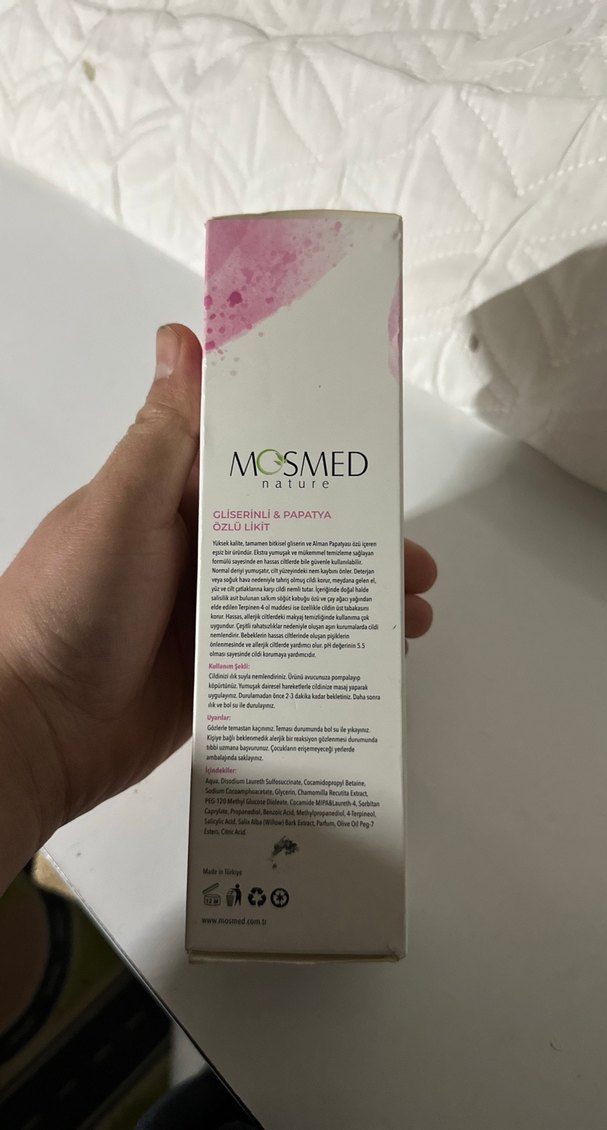 MOSMED
nature
GLİSERİNLİ & PAPATYA
ÖZLÜ LİKİT
Yüksek kalite, tamamen bitkisel gliserin ve Alman Papatyası özü içeren
eşsiz bir üründür. Ekstra yumuşak ve mükemmel temizleme sağlayan
formülü sayesinde en hassas ciltlerde bile güvenle kullanılabilir.
Normal deriyi yumuşatır, cilt yüzeyindeki nem kaybını önler. Deterjan
veya soğuk hava nedeniyle tahriş olmuş cildi korur, meydana gelen el,
yüz ve cilt çatlaklarına karşı cildi nemli tutar. İçeriğinde doğal halde
salisilik asit bulunan salkım söğüt kabuğu özü ve çay ağacı yağından
elde edilen Terpinen-4 ol maddesi ise özellikle cildin üst tabakasını
korur. Hassas, allerjik ciltlerdeki makyaj temizliğinde kullanıma çok
uygundur. Çeşitli rahatsızlıklar nedeniyle oluşan aşırı kurumalarda cildi
nemlendirir. Bebeklerin hassas ciltlerinde oluşan pişiklerin
önlenmesinde ve allerjik ciltlerde yardımcı olur. pH değerinin 5.5
olması sayesinde cildi korumaya yardımcıdır.
Kullanım Şekli:
Cildinizi ılık suyla nemlendiriniz. Ürünü avucunuza pompalayıp
köpürtünüz. Yumuşak dairesel hareketlerle cildinize masaj yaparak
uygulayınız. Durulamadan önce 2-3 dakika kadar bekletiniz. Daha sonra
ılık ve bol su ile durulayınız.
Uyarılar:
Gözlerle temastan kaçınınız. Teması durumunda bol su ile yıkayınız.
Kişiye bağlı beklenmedik alerjik bir reaksiyon gözlenmesi durumunda
tıbbi uzmana başvurunuz. Çocukların erişemeyeceği yerlerde
ambalajında saklayınız.
İçindekiler:
Aqua, Disodium Laureth Sulfosuccinate, Cocamidopropyl Betaine,
Sodium Cocoamphoacetate, Glycerin, Chamomilla Recutita Extract,
PEG-120 Methyl Glucose Dioleate, Cocamide MIPA&Laureth-4, Sorbitan
Caprylate, Propanediol, Benzoic Acid, Methylpropanediol, 4-Terpineol,
Salicylic Acid, Salix Alba (Willow) Bark Extract, Parfum, Olive Oil Peg-7
Esters, Citric Acid.
Made in Türkiye
12 M
www.mosmed.com.tr